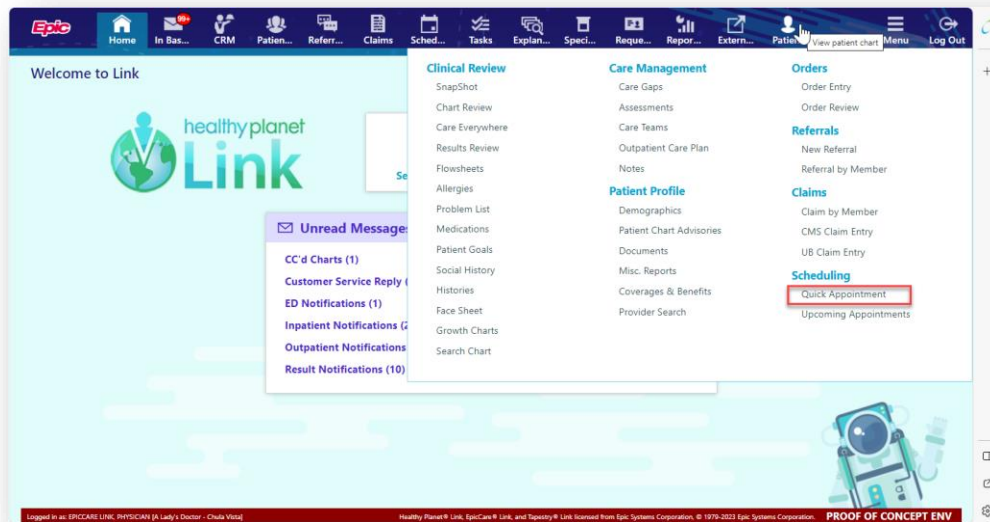 Epic
Home
99+
In Bas...
CRM
Patien...
Referr...
Claims
Sched...
Tasks
Explan...
Speci...
Reque...
Repor...
Extern...
Patie
View patient chart
Menu
Log Out
Welcome to Link
healthy planet
Link
Se
Unread Message
CC'd Charts (1)
Customer Service Reply (
ED Notifications (1)
Inpatient Notifications (2
Outpatient Notifications
Result Notifications (10)
Clinical Review
SnapShot
Chart Review
Care Everywhere
Results Review
Flowsheets
Allergies
Problem List
Medications
Patient Goals
Social History
Histories
Face Sheet
Growth Charts
Search Chart
Care Management
Care Gaps
Assessments
Care Teams
Outpatient Care Plan
Notes
Patient Profile
Demographics
Patient Chart Advisories
Documents
Misc. Reports
Coverages & Benefits
Provider Search
Orders
Order Entry
Order Review
Referrals
New Referral
Referral by Member
Claims
Claim by Member
CMS Claim Entry
UB Claim Entry
Scheduling
Quick Appointment
Upcoming Appointments
Logged in as: EPICCARE LINK, PHYSICIAN [A Lady's Doctor - Chula Vista]
Healthy Planet® Link, EpicCare® Link, and Tapestry® Link licensed from Epic Systems Corporation, © 1979-2023 Epic Systems Corporation.
PROOF OF CONCEPT ENV